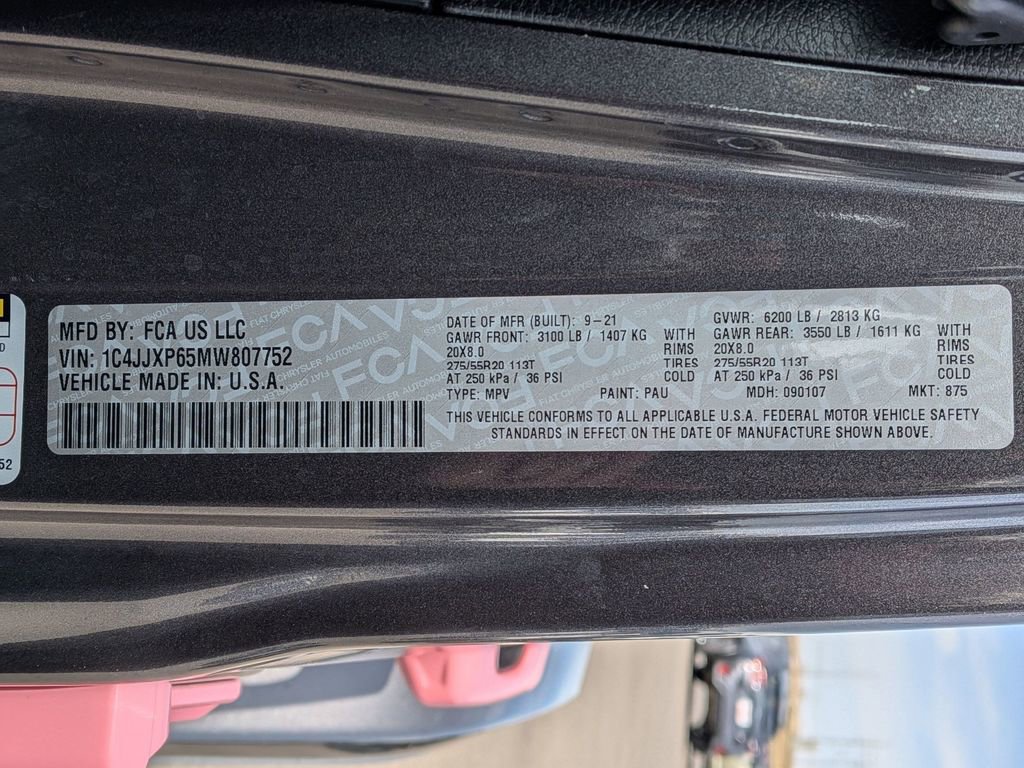 MFD BY: FCA US LLC
VIN: 1C4JJXP65MW807752
VEHICLE MADE IN: U.S.A.
DATE OF MFR (BUILT): 9-21
GAWR FRONT: 3100 LB / 1407 KG WITH
20X8.0 RIMS
275/55R20 113T TIRES
AT 250 kPa / 36 PSI COLD
GVWR: 6200 LB / 2813 KG
GAWR REAR: 3550 LB / 1611 KG WITH
20X8.0 RIMS
275/55R20 113T TIRES
AT 250 kPa / 36 PSI COLD
TYPE: MPV PAINT: PAU MDH: 090107 MKT: 875
THIS VEHICLE CONFORMS TO ALL APPLICABLE U.S.A. FEDERAL MOTOR VEHICLE SAFETY
STANDARDS IN EFFECT ON THE DATE OF MANUFACTURE SHOWN ABOVE.
D
52